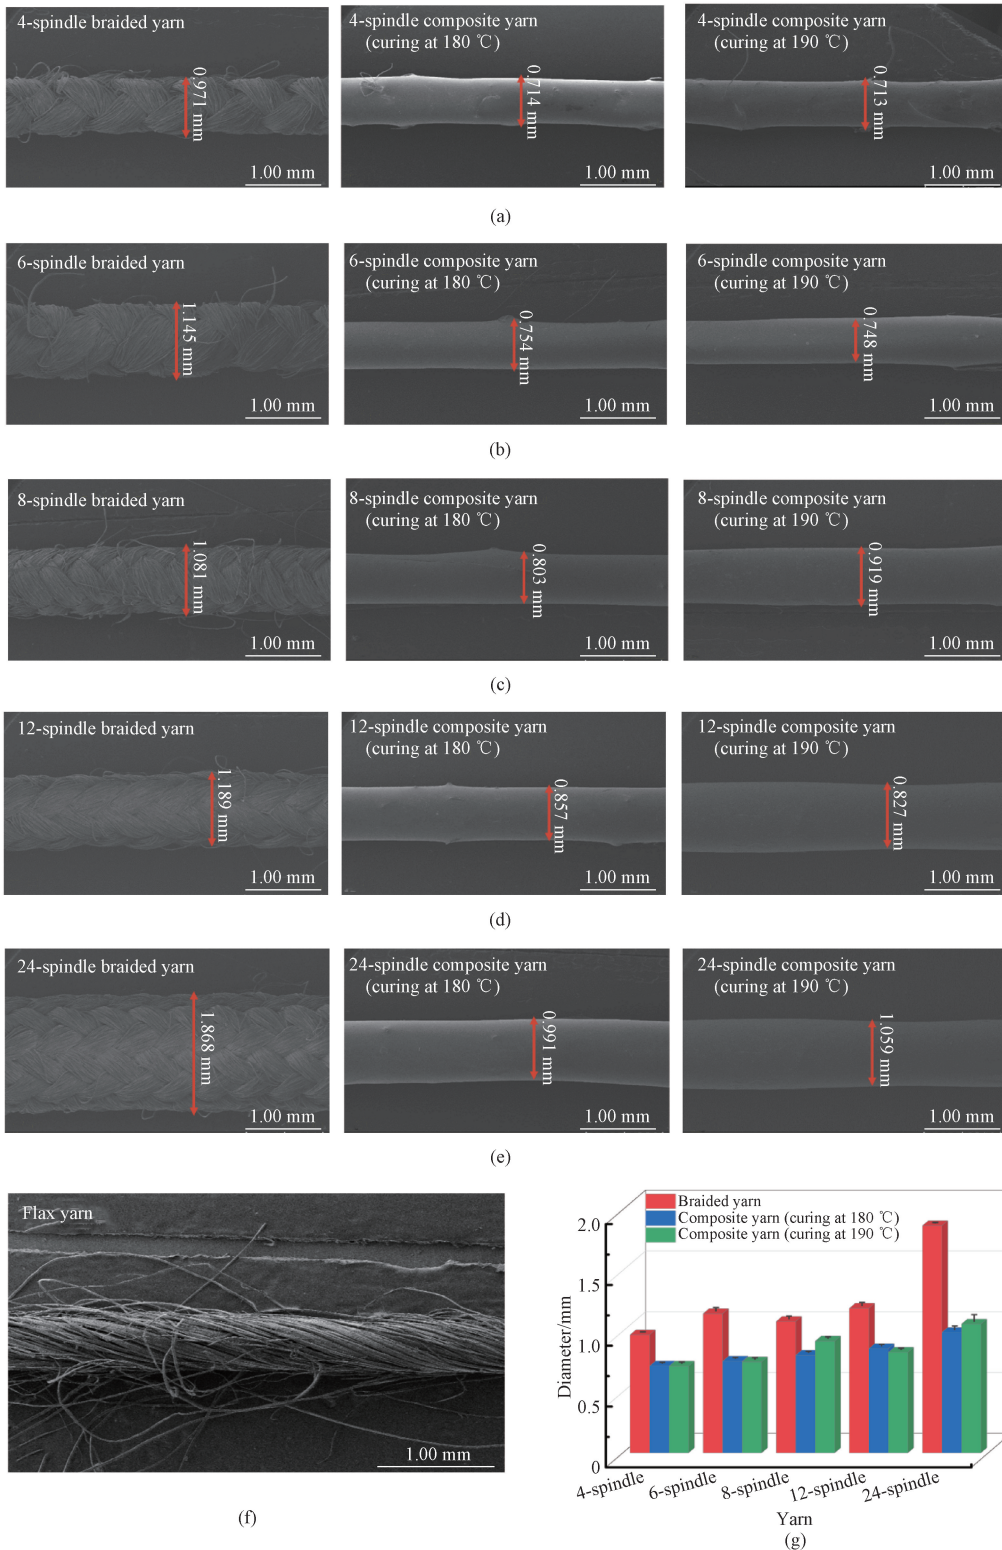 4-spindle braided yarn
0.971 mm
1.00 mm
4-spindle composite yarn
(curing at 180 ℃)
0.714 mm
1.00 mm
4-spindle composite yarn
(curing at 190 ℃)
0.713 mm
1.00 mm
(a)
6-spindle braided yarn
1.145 mm
1.00 mm
6-spindle composite yarn
(curing at 180 ℃)
0.754 mm
1.00 mm
6-spindle composite yarn
(curing at 190 ℃)
0.748 mm
1.00 mm
(b)
8-spindle braided yarn
1.081 mm
1.00 mm
8-spindle composite yarn
(curing at 180 ℃)
0.803 mm
1.00 mm
8-spindle composite yarn
(curing at 190 ℃)
0.919 mm
1.00 mm
(c)
12-spindle braided yarn
1.189 mm
1.00 mm
12-spindle composite yarn
(curing at 180 ℃)
0.857 mm
1.00 mm
12-spindle composite yarn
(curing at 190 ℃)
0.827 mm
1.00 mm
(d)
24-spindle braided yarn
1.868 mm
1.00 mm
24-spindle composite yarn
(curing at 180 ℃)
0.991 mm
1.00 mm
24-spindle composite yarn
(curing at 190 ℃)
1.059 mm
1.00 mm
(e)
Flax yarn
1.00 mm
(f)
Braided yarn
Composite yarn (curing at 180 ℃)
Composite yarn (curing at 190 ℃)
2.0
1.5
1.0
0.5
0
Diameter/mm
4-spindle
6-spindle
8-spindle
12-spindle
24-spindle
Yarn
(g)